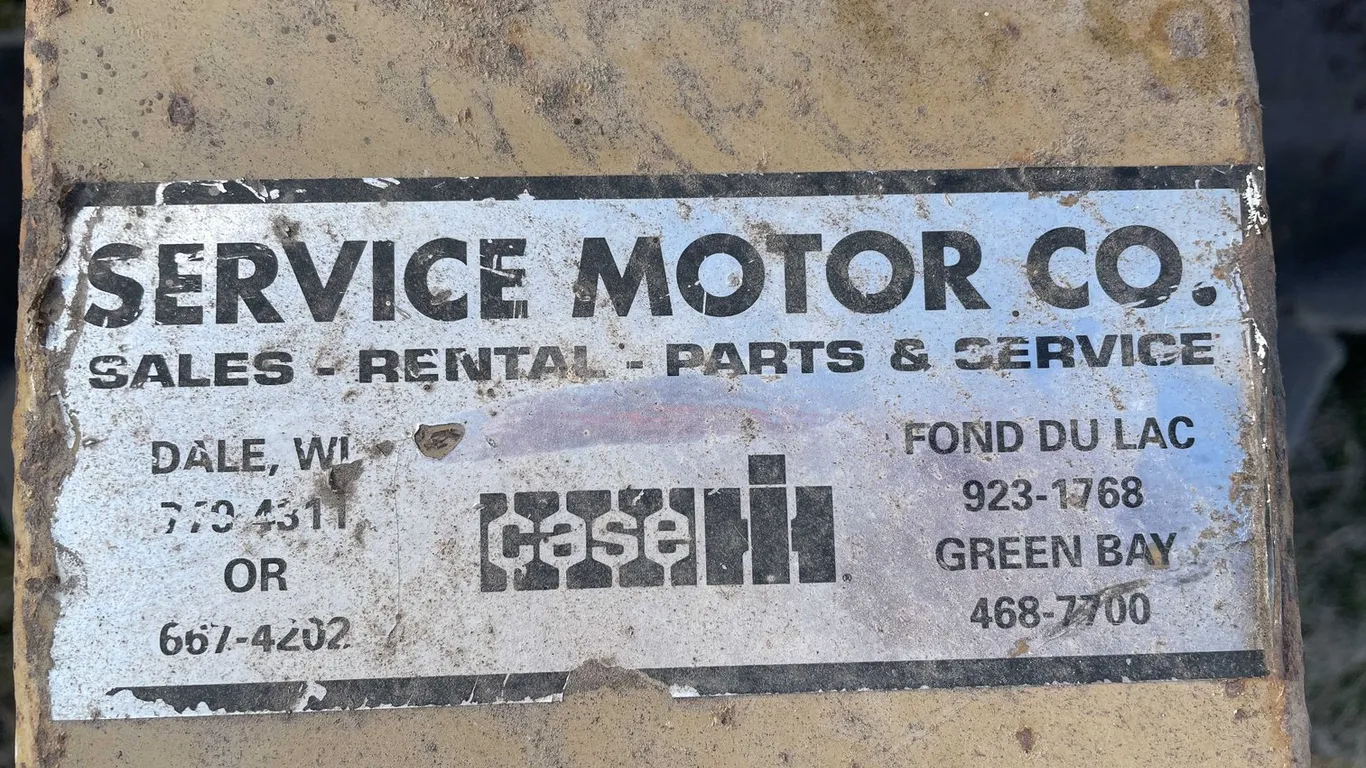 SERVICE MOTOR CO.
SALES - RENTAL - PARTS & SERVICE
DALE, WI
OR
667-4202
case IH
FOND DU LAC
923-1768
GREEN BAY
468-7700